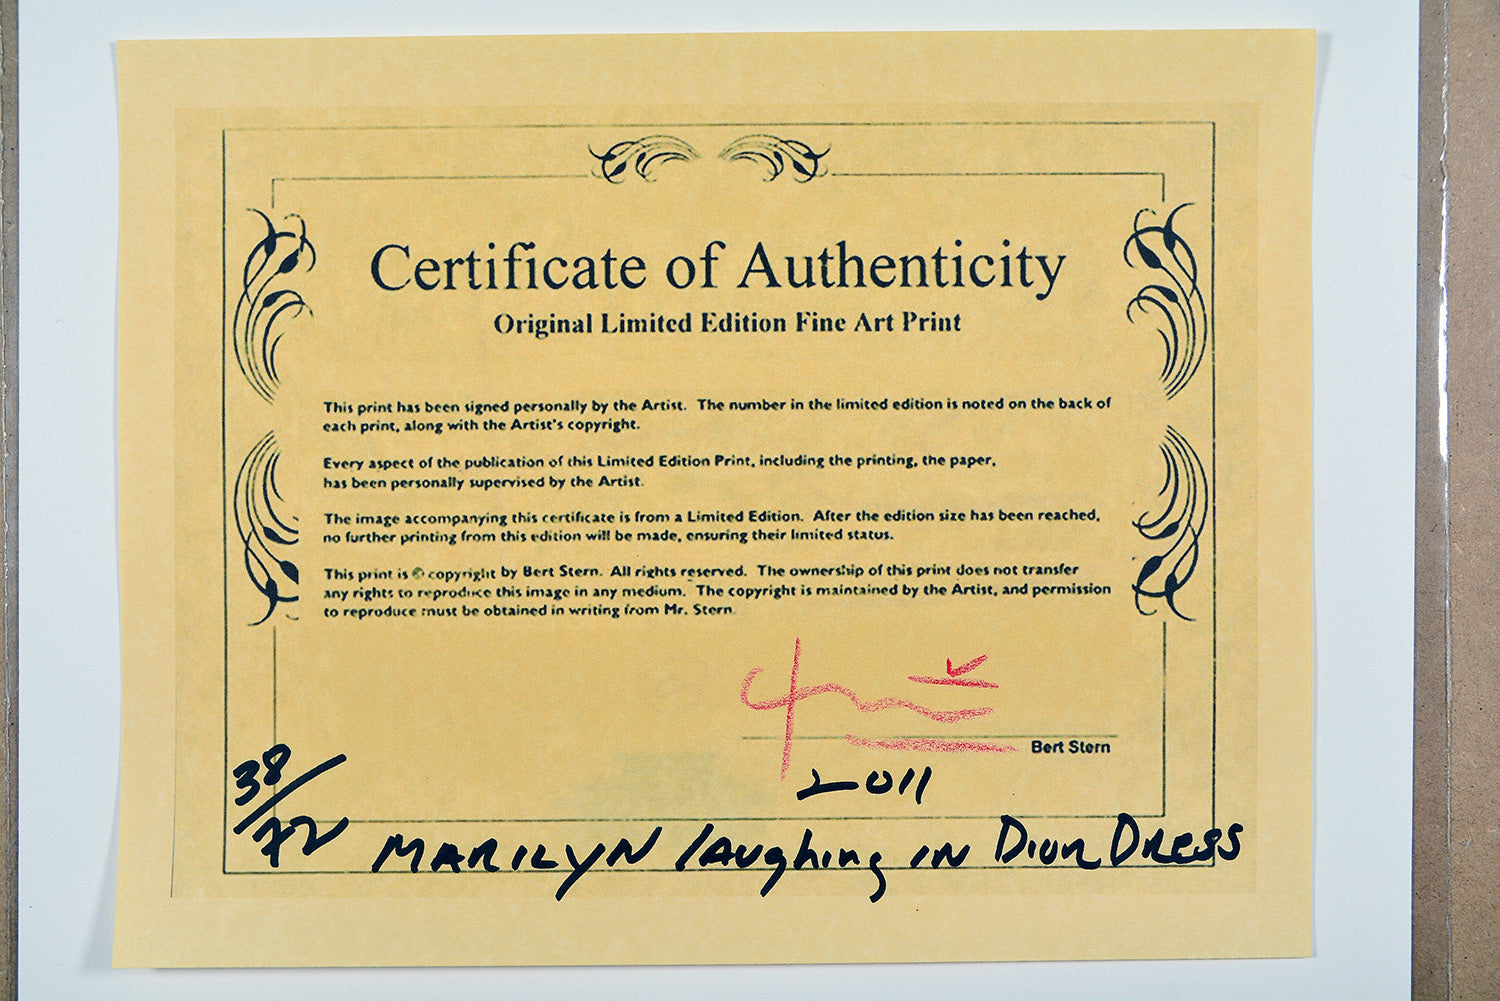 Certificate of Authenticity
Original Limited Edition Fine Art Print
This print has been signed personally by the Artist. The number in the limited edition is noted on the back of
each print, along with the Artist's copyright.
Every aspect of the publication of this Limited Edition Print, including the printing, the paper,
has been personally supervised by the Artist.
The image accompanying this certificate is from a Limited Edition. After the edition size has been reached,
no further printing from this edition will be made, ensuring their limited status.
This print is © copyright by Bert Stern. All rights reserved. The ownership of this print does not transfer
any rights to reproduce this image in any medium. The copyright is maintained by the Artist, and permission
to reproduce must be obtained in writing from Mr. Stern.
Bert Stern
2011
38/72
MARILYN laughing IN Dior Dress